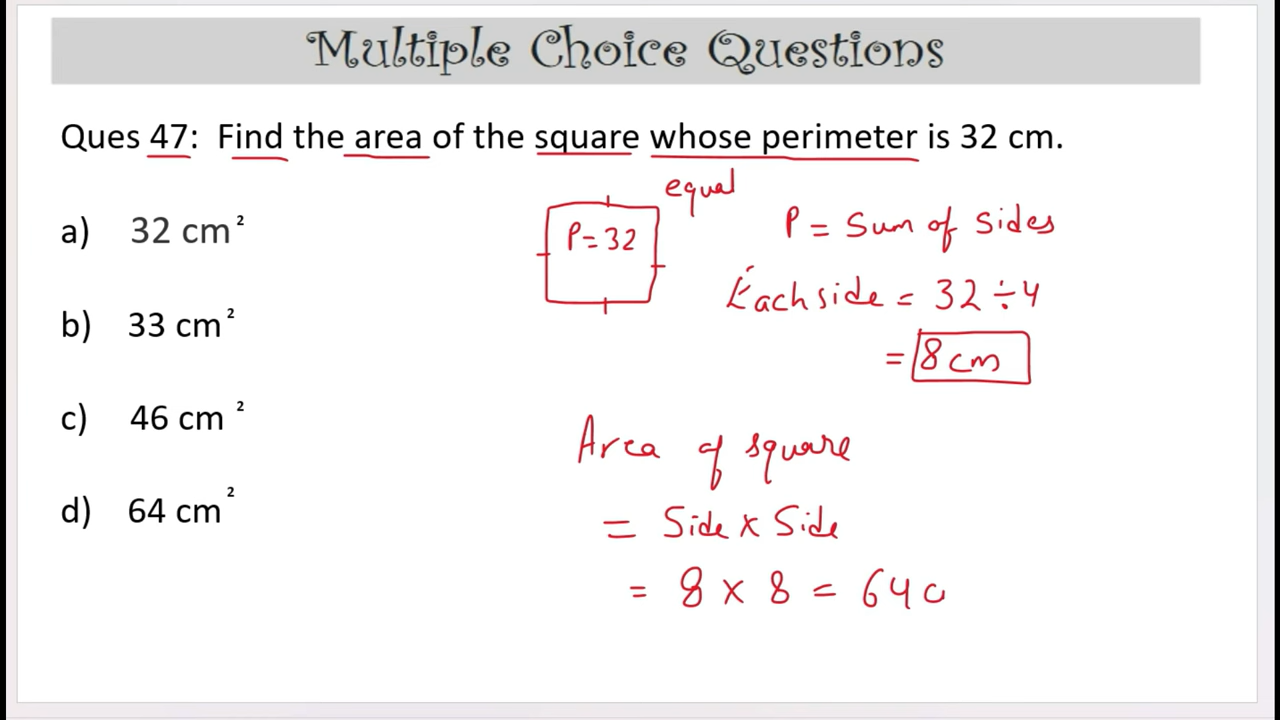 Multiple Choice Questions
Ques 47: Find the area of the square whose perimeter is 32 cm.
a) 32 cm²
b) 33 cm²
c) 46 cm²
d) 64 cm²
equal
P = 32
P = Sum of Sides
Each side = 32 ÷ 4
= 8 cm
Area of square
= Side x Side
= 8 x 8 = 64 c